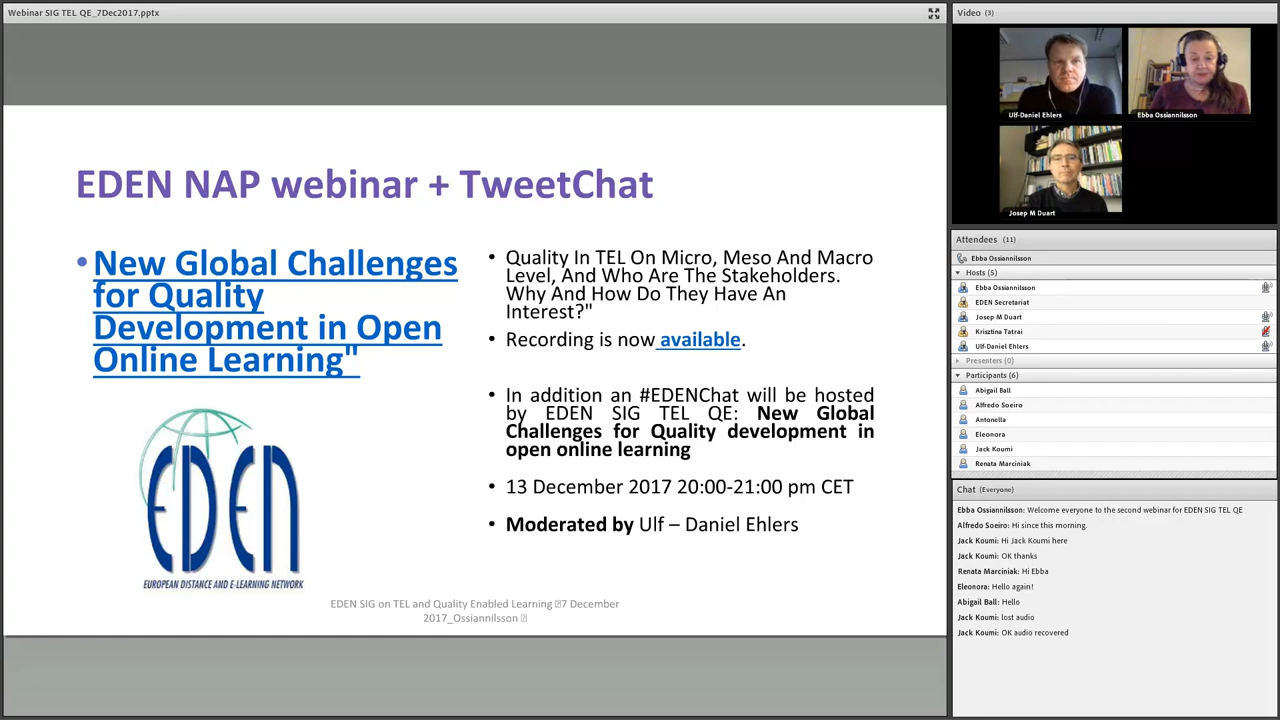 Webinar SIG TEL QE_7Dec2017.pptx
EDEN NAP webinar + TweetChat
• New Global Challenges
for Quality
Development in Open
Online Learning"
EDEN
EUROPEAN DISTANCE AND E-LEARNING NETWORK
• Quality In TEL On Micro, Meso And Macro
Level, And Who Are The Stakeholders.
Why And How Do They Have An
Interest?"
• Recording is now available.
• In addition an #EDENChat will be hosted
by EDEN SIG TEL QE: New Global
Challenges for Quality development in
open online learning
• 13 December 2017 20:00-21:00 pm CET
• Moderated by Ulf – Daniel Ehlers
EDEN SIG on TEL and Quality Enabled Learning 7 December
2017_Ossiannilsson
Video (3)
Ulf-Daniel Ehlers
Ebba Ossiannilsson
Josep M Duart
Attendees (11)
Ebba Ossiannilsson
Hosts (5)
Ebba Ossiannilsson
EDEN Secretariat
Josep M Duart
Krisztina Tatrai
Ulf-Daniel Ehlers
Presenters (0)
Participants (6)
Abigail Ball
Alfredo Soeiro
Antonella
Eleonora
Jack Koumi
Renata Marciniak
Chat (Everyone)
Ebba Ossiannilsson: Welcome everyone to the second webinar for EDEN SIG TEL QE
Alfredo Soeiro: Hi since this morning.
Jack Koumi: Hi Jack Koumi here
Jack Koumi: OK thanks
Renata Marciniak: Hi Ebba
Eleonora: Hello again!
Abigail Ball: Hello
Jack Koumi: lost audio
Jack Koumi: OK audio recovered